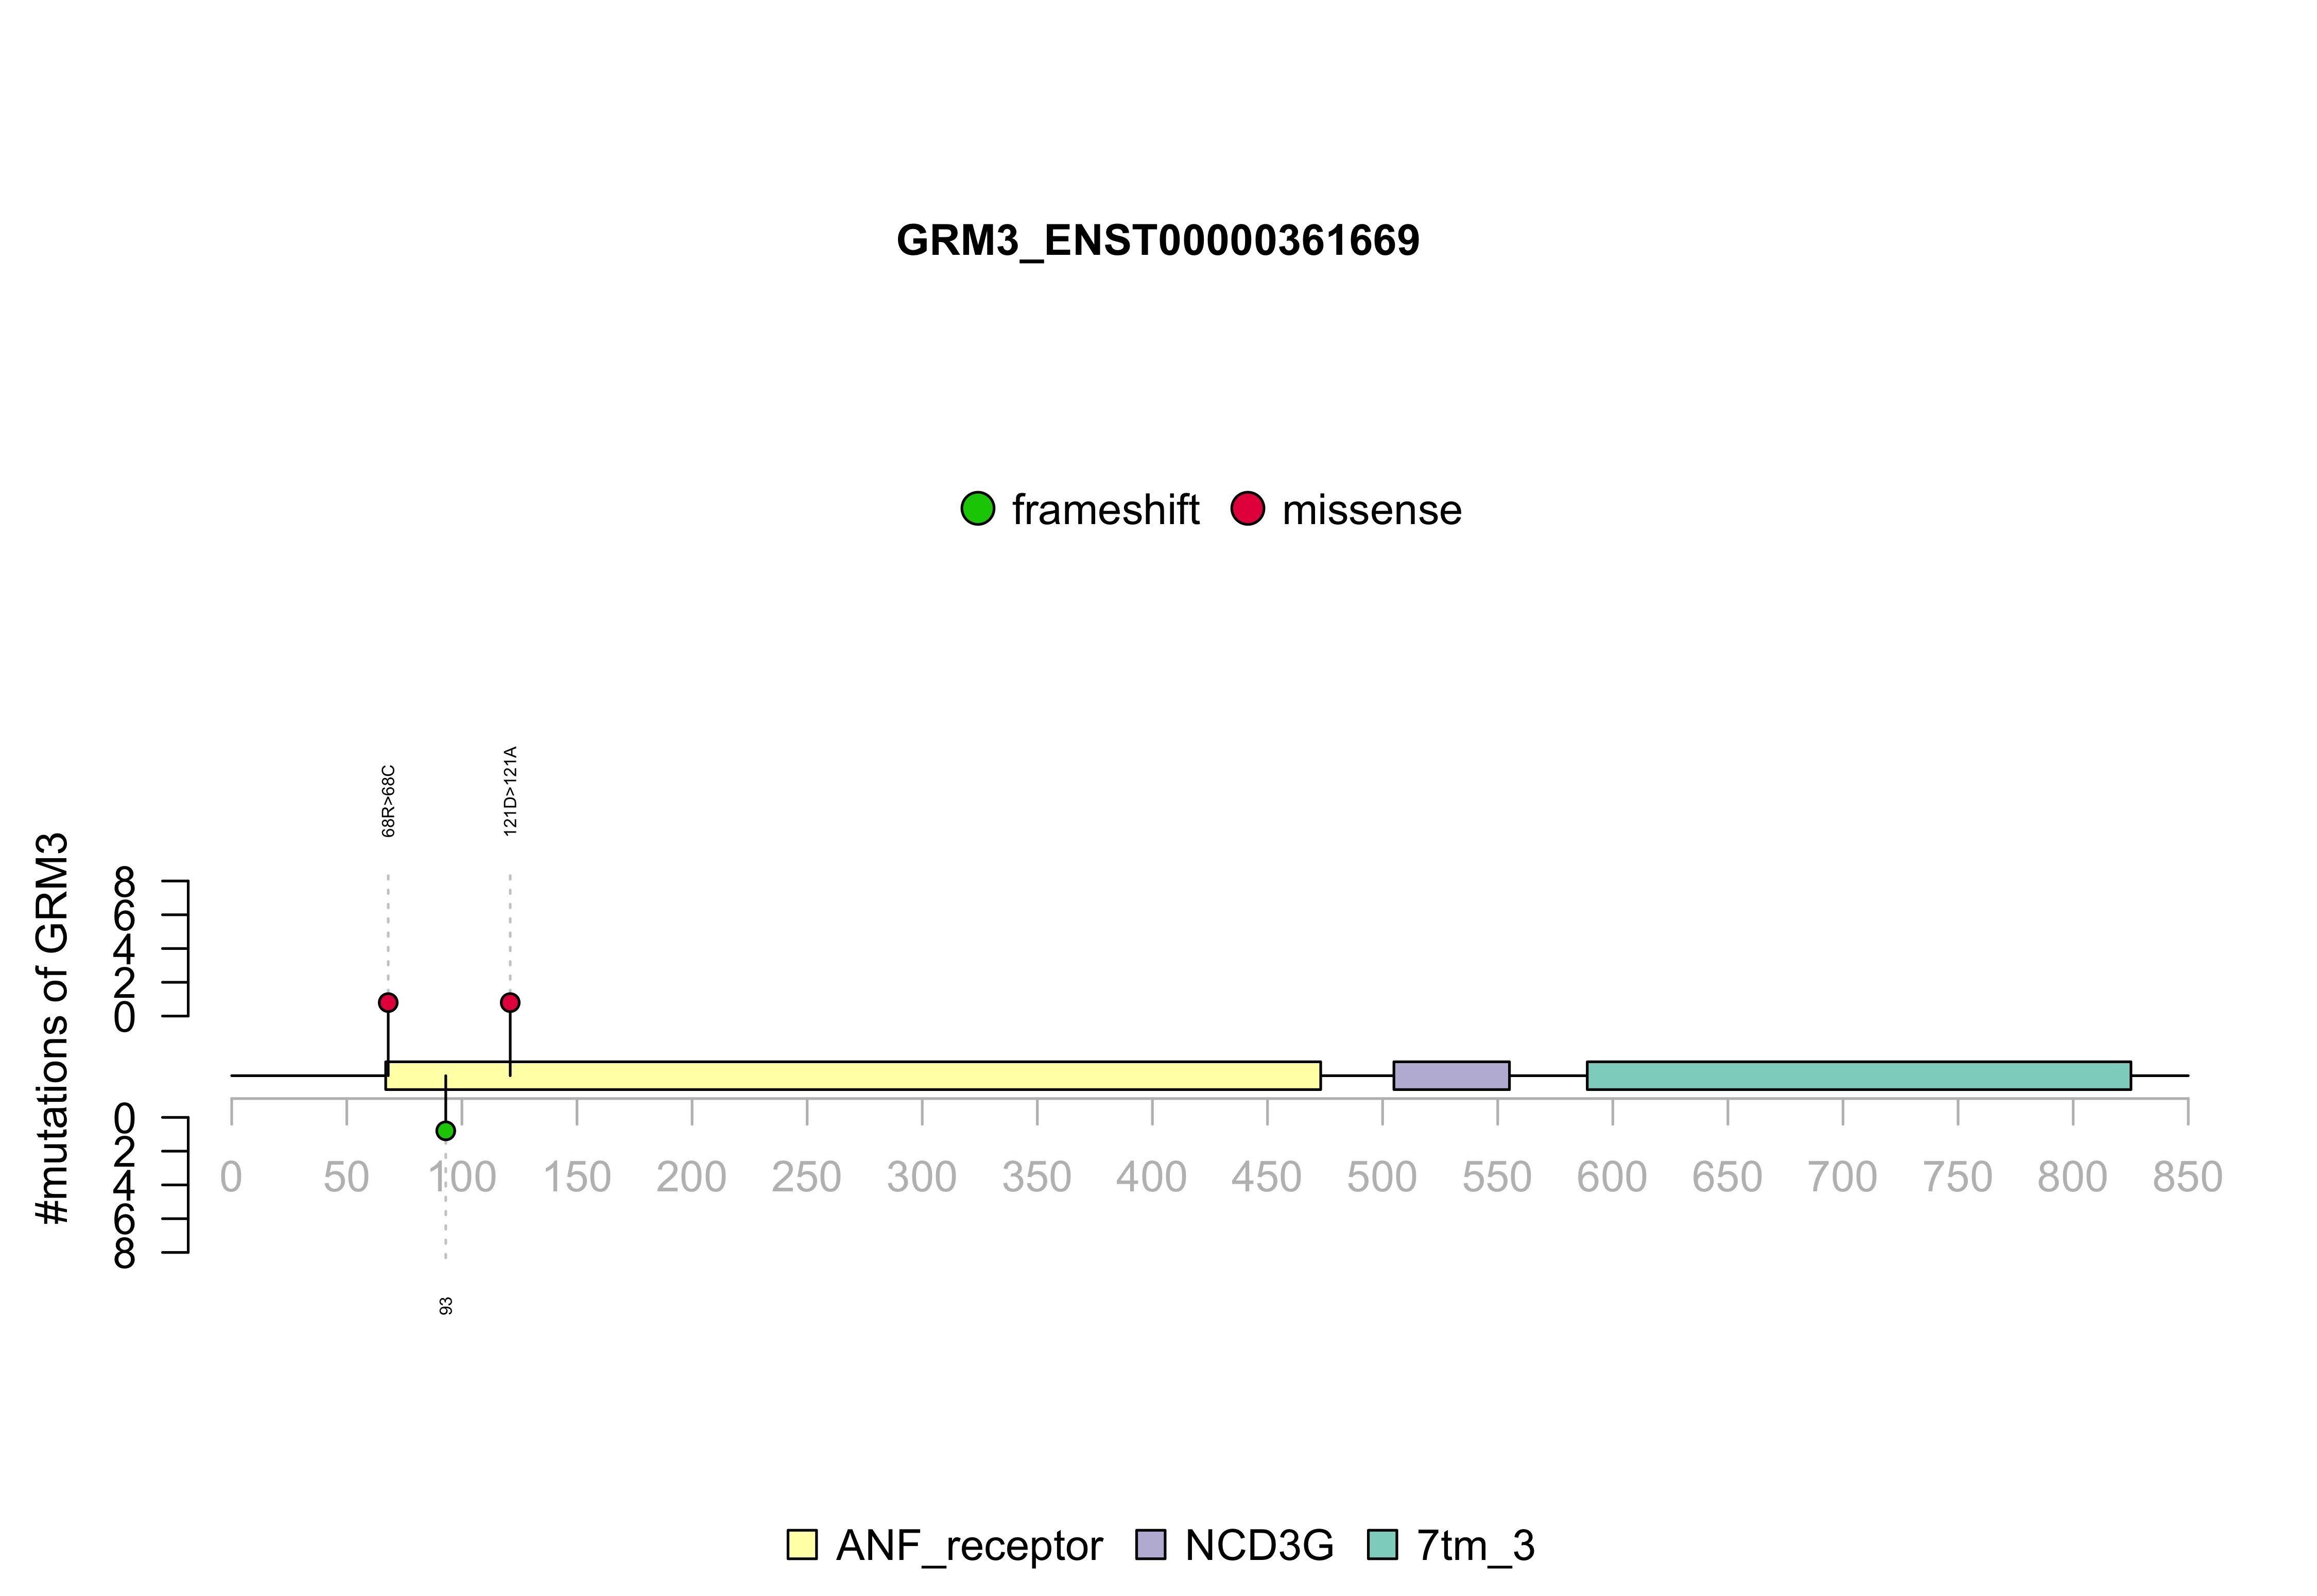 GRM3_ENST00000361669
frameshift missense
68R>68C
121D>121A
#mutations of GRM3
8
6
4
2
0
0
2
4
6
8
0 50 100 150 200 250 300 350 400 450 500 550 600 650 700 750 800 850
93
ANF_receptor NCD3G 7tm_3